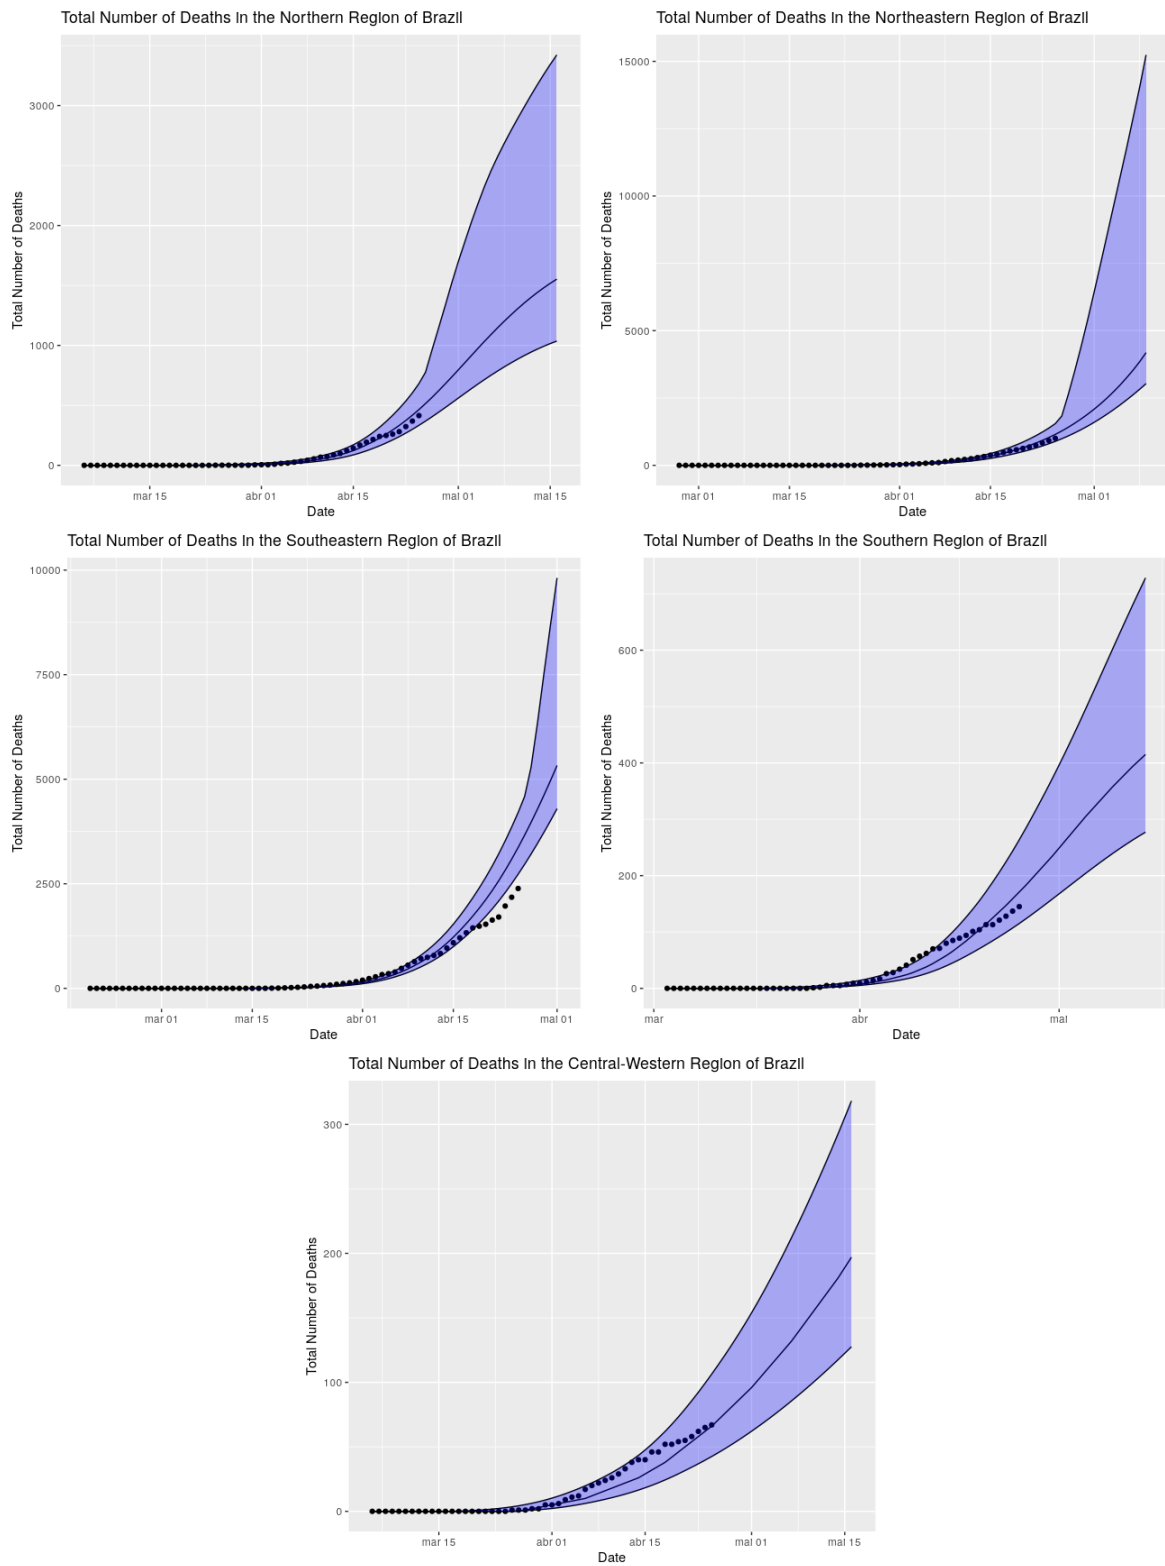 Total Number of Deaths in the Northern Region of Brazil
Total Number of Deaths
3000
2000
1000
0
mar 15
abr 01
abr 15
mai 01
mai 15
Date
Total Number of Deaths in the Northeastern Region of Brazil
Total Number of Deaths
15000
10000
5000
0
mar 01
mar 15
abr 01
abr 15
mai 01
Date
Total Number of Deaths in the Southeastern Region of Brazil
Total Number of Deaths
10000
7500
5000
2500
0
mar 01
mar 15
abr 01
abr 15
mai 01
Date
Total Number of Deaths in the Southern Region of Brazil
Total Number of Deaths
600
400
200
0
mar
abr
mai
Date
Total Number of Deaths in the Central-Western Region of Brazil
Total Number of Deaths
300
200
100
0
mar 15
abr 01
abr 15
mai 01
mai 15
Date